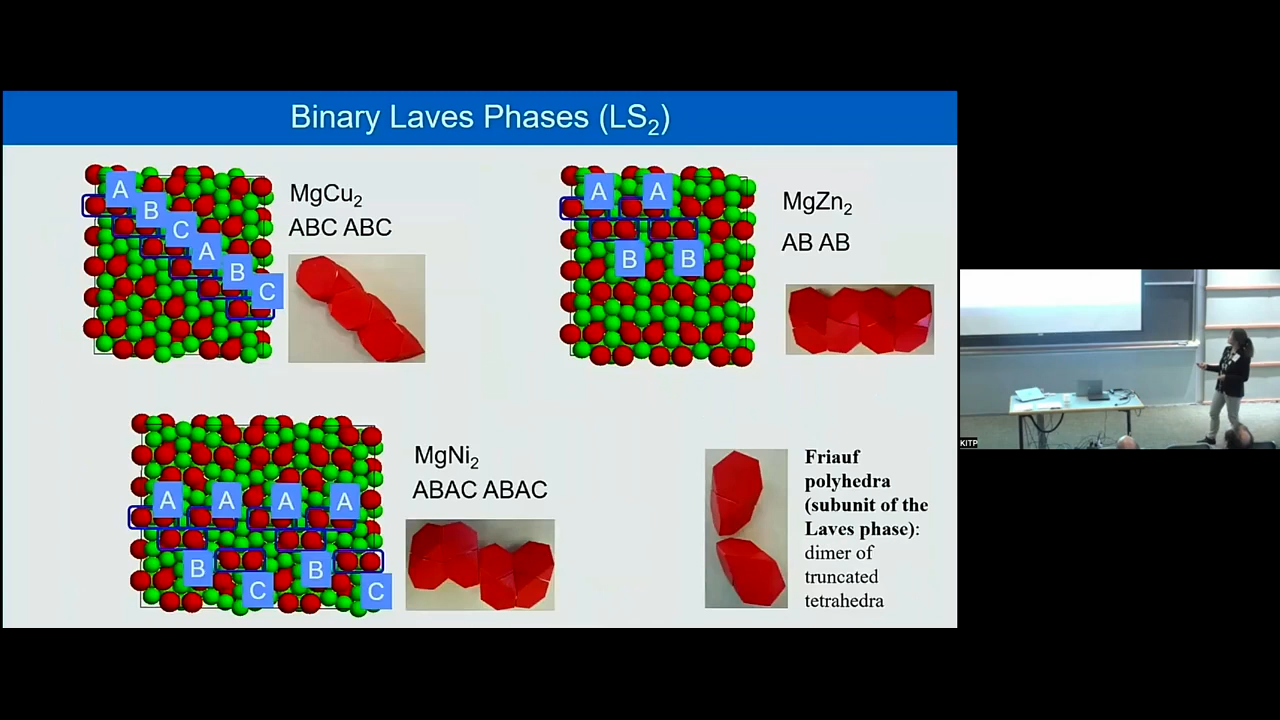 Binary Laves Phases (LS2)
A
B
C
A
B
C
MgCu2
ABC ABC
A
A
B
B
MgZn2
AB AB
A
A
A
A
B
C
B
C
MgNi2
ABAC ABAC
Friauf
polyhedra
(subunit of the
Laves phase):
dimer of
truncated
tetrahedra
KITP